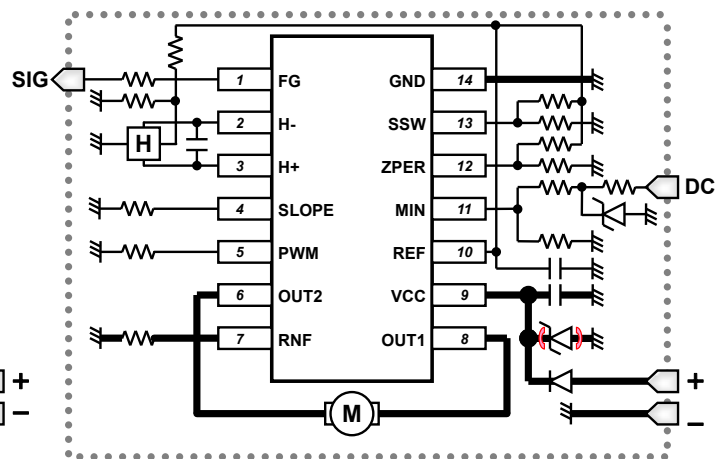 SIG
1 FG GND 14
H 2 H- SSW 13
3 H+ ZPER 12
DC
4 SLOPE MIN 11
5 PWM REF 10
6 OUT2 VCC 9
7 RNF OUT1 8
+ +
− M −